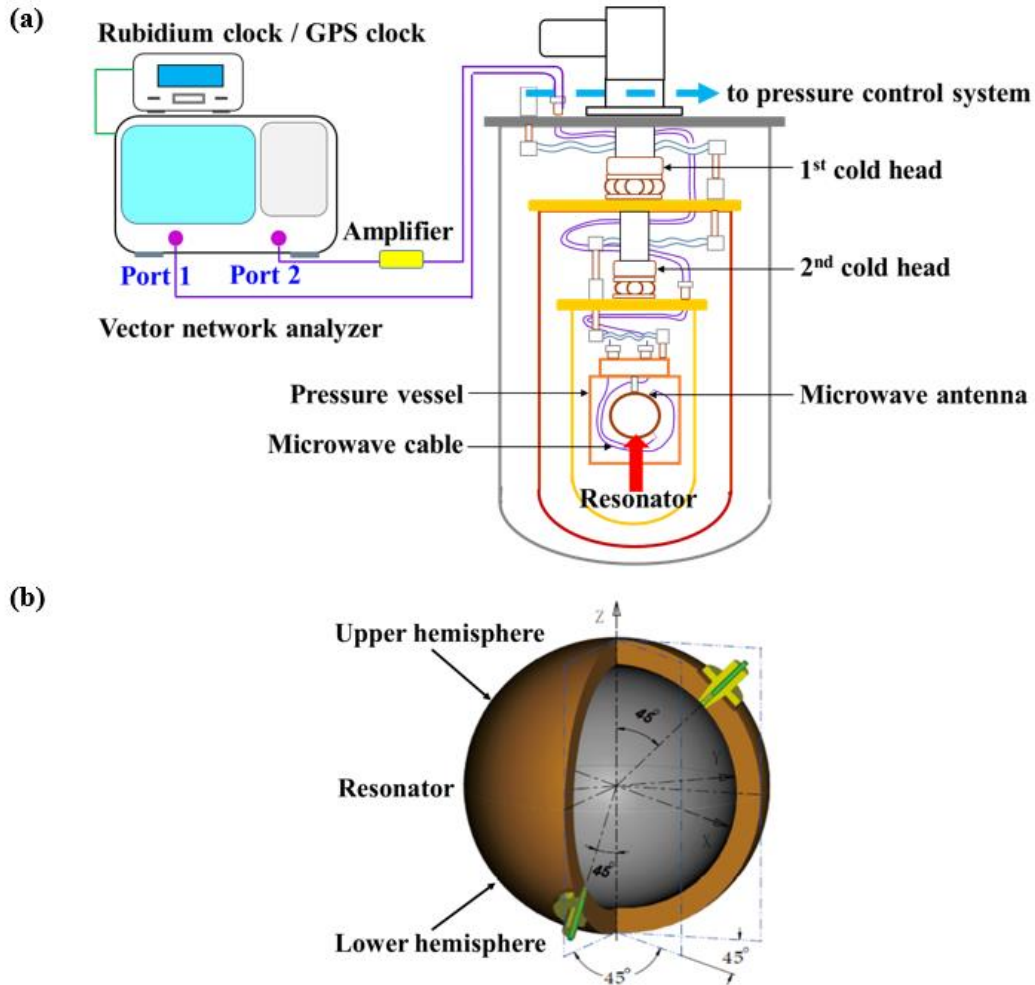 (a)
Rubidium clock / GPS clock
to pressure control system
1st cold head
Amplifier
Port 1
Port 2
2nd cold head
Vector network analyzer
Pressure vessel
Microwave antenna
Microwave cable
Resonator
(b)
Z
Upper hemisphere
45°
Y
Resonator
X
45°
Lower hemisphere
45°
45°